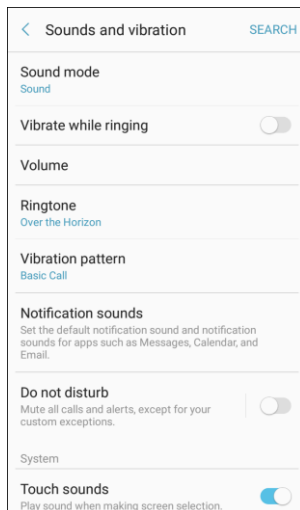 Sounds and vibration
SEARCH
Sound mode
Sound
Vibrate while ringing
Volume
Ringtone
Over the Horizon
Vibration pattern
Basic Call
Notification sounds
Set the default notification sound and notification
sounds for apps such as Messages, Calendar, and
Email.
Do not disturb
Mute all calls and alerts, except for your
custom exceptions.
System
Touch sounds
Play sound when making screen selection.